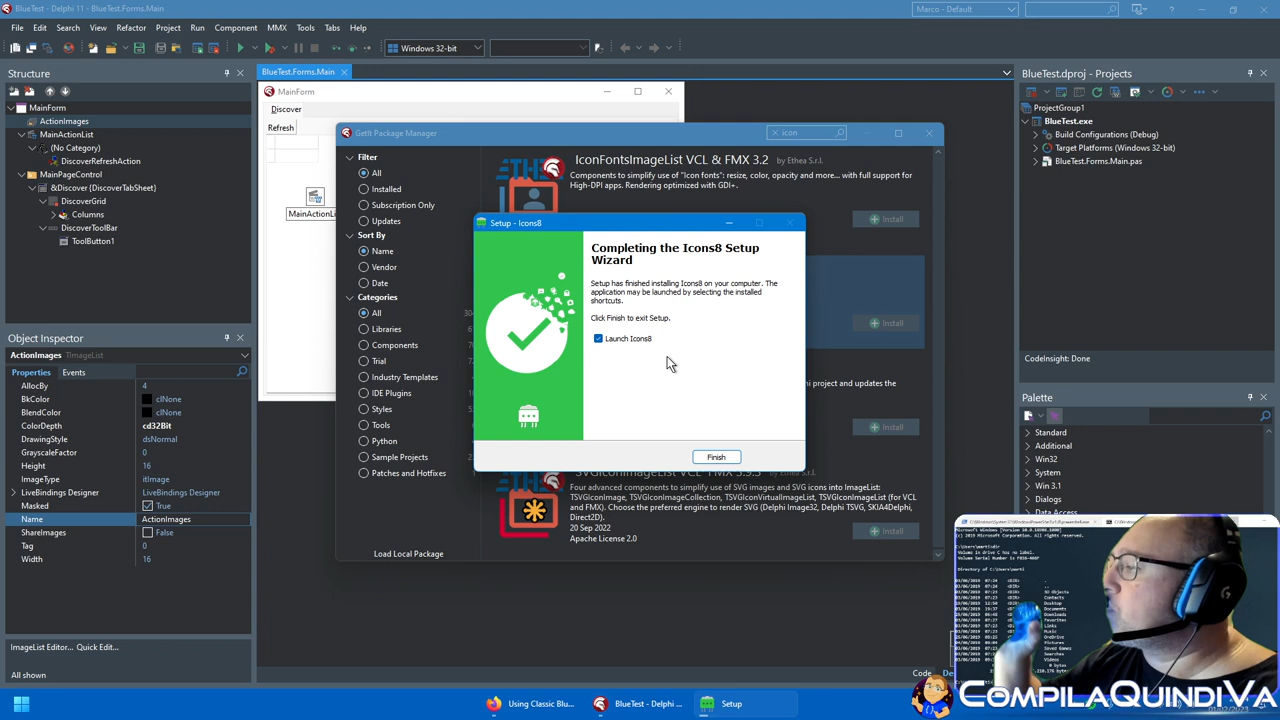 BlueTest - Delphi 11 - BlueTest.Forms.Main
Marco - Default
File Edit Search View Refactor Project Run Component MMX Tools Tabs Help
Windows 32-bit
Structure
MainForm
ActionImages
MainActionList
(No Category)
DiscoverRefreshAction
MainPageControl
&Discover {DiscoverTabSheet}
DiscoverGrid
Columns
DiscoverToolBar
ToolButton1
Object Inspector
ActionImages TImageList
Properties Events
AllocBy 4
BkColor clNone
BlendColor clNone
ColorDepth cd32Bit
DrawingStyle dsNormal
GrayscaleFactor 0
Height 16
ImageType itImage
LiveBindings Designer LiveBindings Designer
Masked True
Name ActionImages
ShareImages False
Tag 0
Width 16
ImageList Editor... Quick Edit...
All shown
BlueTest.Forms.Main
MainForm
Discover
Refresh
MainActionLi
GetIt Package Manager
icon
Filter
All
Installed
Subscription Only
Updates
Sort By
Name
Vendor
Date
Categories
All 30
Libraries
Components
Trial
Industry Templates
IDE Plugins
Styles
Tools
Python
Sample Projects
Patches and Hotfixes
Load Local Package
IconFontsImageList VCL & FMX 3.2 by Ethea S.r.l.
Components to simplify use of "Icon fonts": resize, color, opacity and more... with full support for
High-DPI apps. Rendering optimized with GDI+.
Install
Install
hi project and updates the
Install
SVGIconImageList VCL FMX 3.9.3 by Ethea S.r.l.
Four advanced components to simplify use of SVG images and SVG icons into ImageList:
TSVGIconImage, TSVGIconImageCollection, TSVGIconVirtualImageList, TSVGIconImageList (for VCL
and FMX). Choose the preferred engine to render SVG (Delphi Image32, Delphi TSVG, SKIA4Delphi,
Direct2D).
20 Sep 2022
Apache License 2.0
Install
Setup - Icons8
Completing the Icons8 Setup
Wizard
Setup has finished installing Icons8 on your computer. The
application may be launched by selecting the installed
shortcuts.
Click Finish to exit Setup.
Launch Icons8
Finish
BlueTest.dproj - Projects
ProjectGroup1
BlueTest.exe
Build Configurations (Debug)
Target Platforms (Windows 32-bit)
BlueTest.Forms.Main.pas
CodeInsight: Done
Palette
Standard
Additional
Win32
System
Win 3.1
Dialogs
Data Access
Code
Using Classic Blu...
BlueTest - Delphi ...
Setup
CompilaQuindiVa